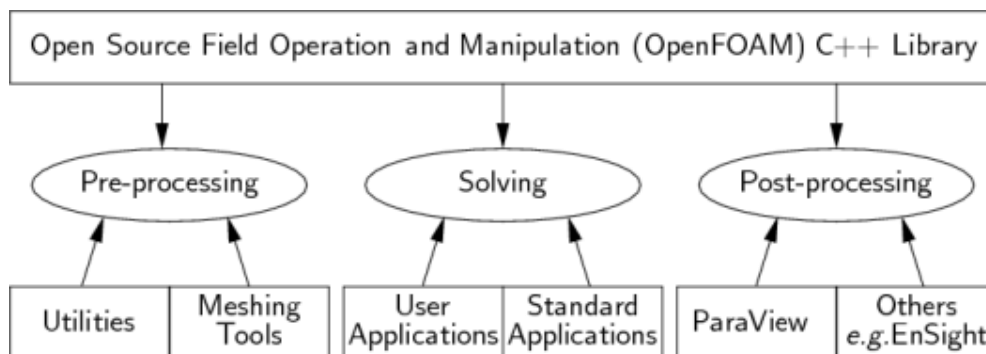 Open Source Field Operation and Manipulation (OpenFOAM) C++ Library
Pre-processing
Solving
Post-processing
Utilities
Meshing
Tools
User
Applications
Standard
Applications
ParaView
Others
e.g.EnSight